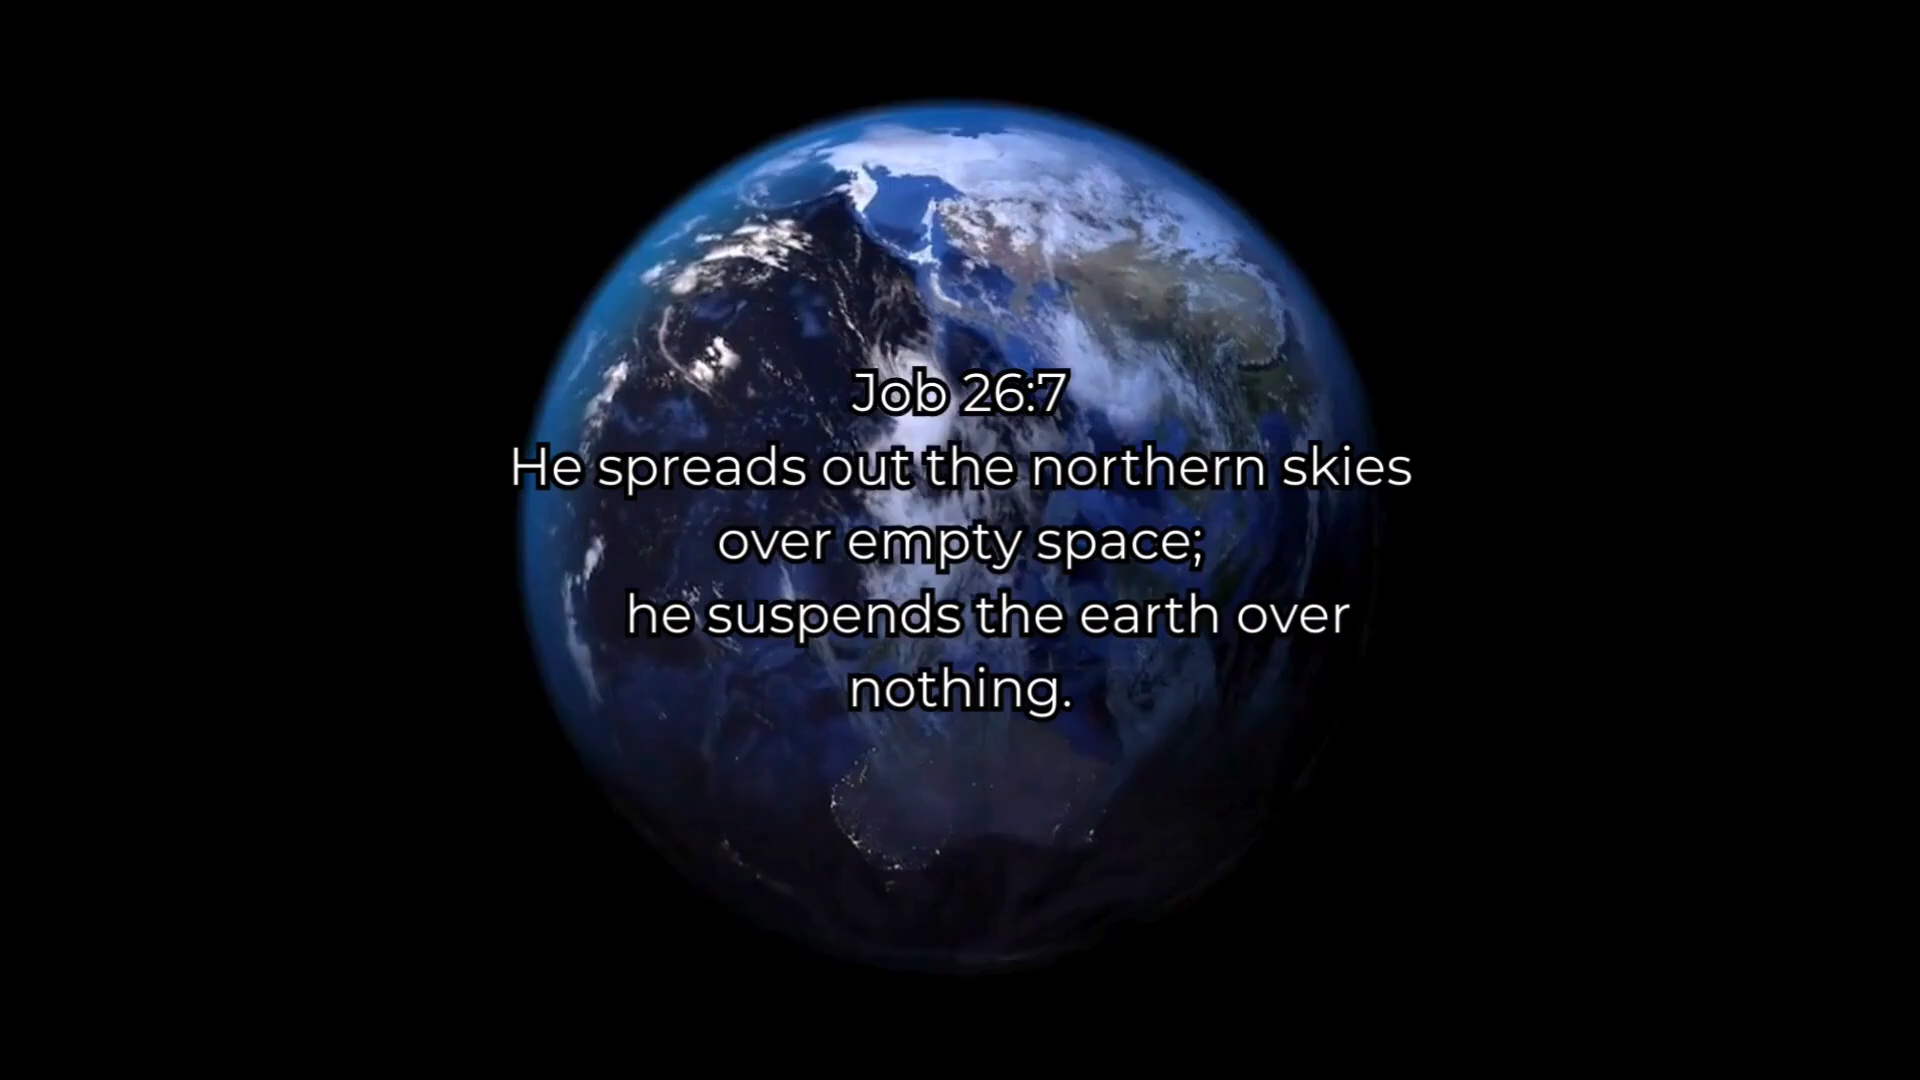 Job 26:7
He spreads out the northern skies
over empty space;
he suspends the earth over
nothing.